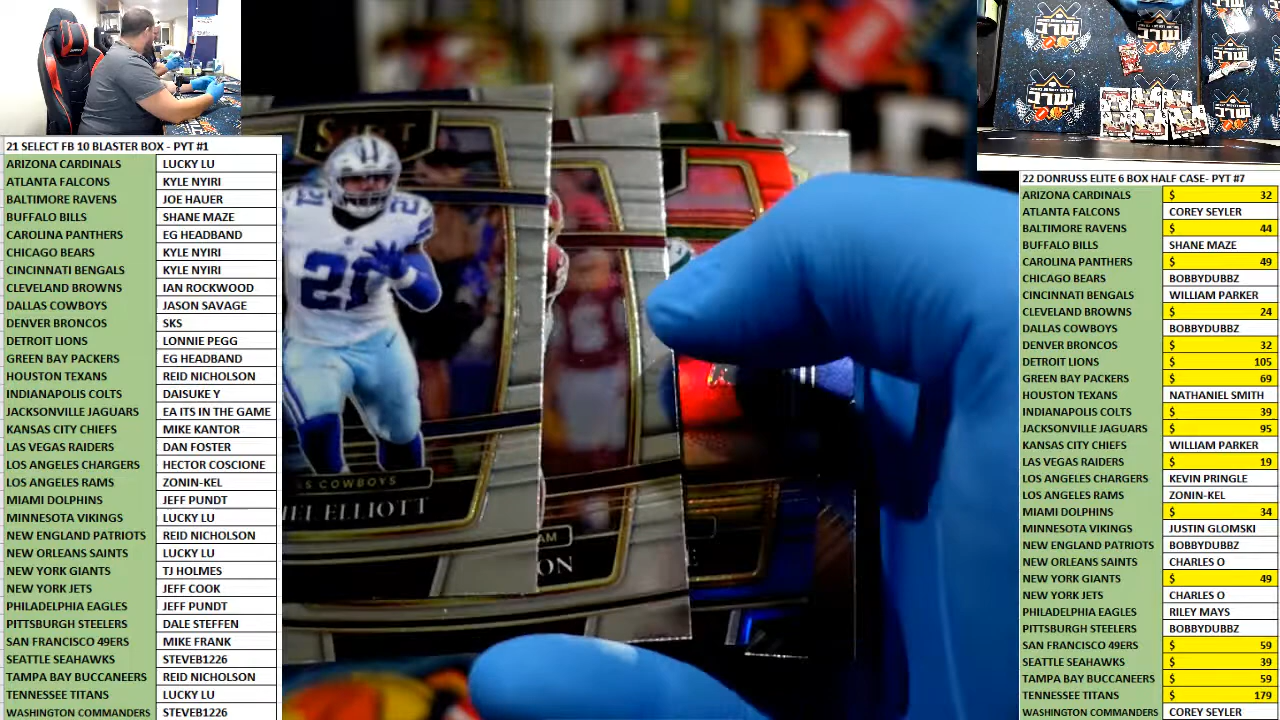 21 SELECT FB 10 BLASTER BOX - PYT #1
ARIZONA CARDINALS LUCKY LU
ATLANTA FALCONS KYLE NYIRI
BALTIMORE RAVENS JOE HAUER
BUFFALO BILLS SHANE MAZE
CAROLINA PANTHERS EG HEADBAND
CHICAGO BEARS KYLE NYIRI
CINCINNATI BENGALS KYLE NYIRI
CLEVELAND BROWNS IAN ROCKWOOD
DALLAS COWBOYS JASON SAVAGE
DENVER BRONCOS SKS
DETROIT LIONS LONNIE PEGG
GREEN BAY PACKERS EG HEADBAND
HOUSTON TEXANS REID NICHOLSON
INDIANAPOLIS COLTS DAISUKE Y
JACKSONVILLE JAGUARS EA ITS IN THE GAME
KANSAS CITY CHIEFS MIKE KANTOR
LAS VEGAS RAIDERS DAN FOSTER
LOS ANGELES CHARGERS HECTOR COSCIONE
LOS ANGELES RAMS ZONIN-KEL
MIAMI DOLPHINS JEFF PUNDT
MINNESOTA VIKINGS LUCKY LU
NEW ENGLAND PATRIOTS REID NICHOLSON
NEW ORLEANS SAINTS LUCKY LU
NEW YORK GIANTS TJ HOLMES
NEW YORK JETS JEFF COOK
PHILADELPHIA EAGLES JEFF PUNDT
PITTSBURGH STEELERS DALE STEFFEN
SAN FRANCISCO 49ERS MIKE FRANK
SEATTLE SEAHAWKS STEVEB1226
TAMPA BAY BUCCANEERS REID NICHOLSON
TENNESSEE TITANS LUCKY LU
WASHINGTON COMMANDERS STEVEB1226
21
21
S COWBOYS
ELLIOTT
AM
ON
22 DONRUSS ELITE 6 BOX HALF CASE- PYT #7
ARIZONA CARDINALS $ 32
ATLANTA FALCONS COREY SEYLER
BALTIMORE RAVENS $ 44
BUFFALO BILLS SHANE MAZE
CAROLINA PANTHERS $ 49
CHICAGO BEARS BOBBYDUBBZ
CINCINNATI BENGALS WILLIAM PARKER
CLEVELAND BROWNS $ 24
DALLAS COWBOYS BOBBYDUBBZ
DENVER BRONCOS $ 32
DETROIT LIONS $ 105
GREEN BAY PACKERS $ 69
HOUSTON TEXANS NATHANIEL SMITH
INDIANAPOLIS COLTS $ 39
JACKSONVILLE JAGUARS $ 95
KANSAS CITY CHIEFS WILLIAM PARKER
LAS VEGAS RAIDERS $ 19
LOS ANGELES CHARGERS KEVIN PRINGLE
LOS ANGELES RAMS ZONIN-KEL
MIAMI DOLPHINS $ 34
MINNESOTA VIKINGS JUSTIN GLOMSKI
NEW ENGLAND PATRIOTS BOBBYDUBBZ
NEW ORLEANS SAINTS CHARLES O
NEW YORK GIANTS $ 49
NEW YORK JETS CHARLES O
PHILADELPHIA EAGLES RILEY MAYS
PITTSBURGH STEELERS BOBBYDUBBZ
SAN FRANCISCO 49ERS $ 59
SEATTLE SEAHAWKS $ 39
TAMPA BAY BUCCANEERS $ 59
TENNESSEE TITANS $ 179
WASHINGTON COMMANDERS COREY SEYLER